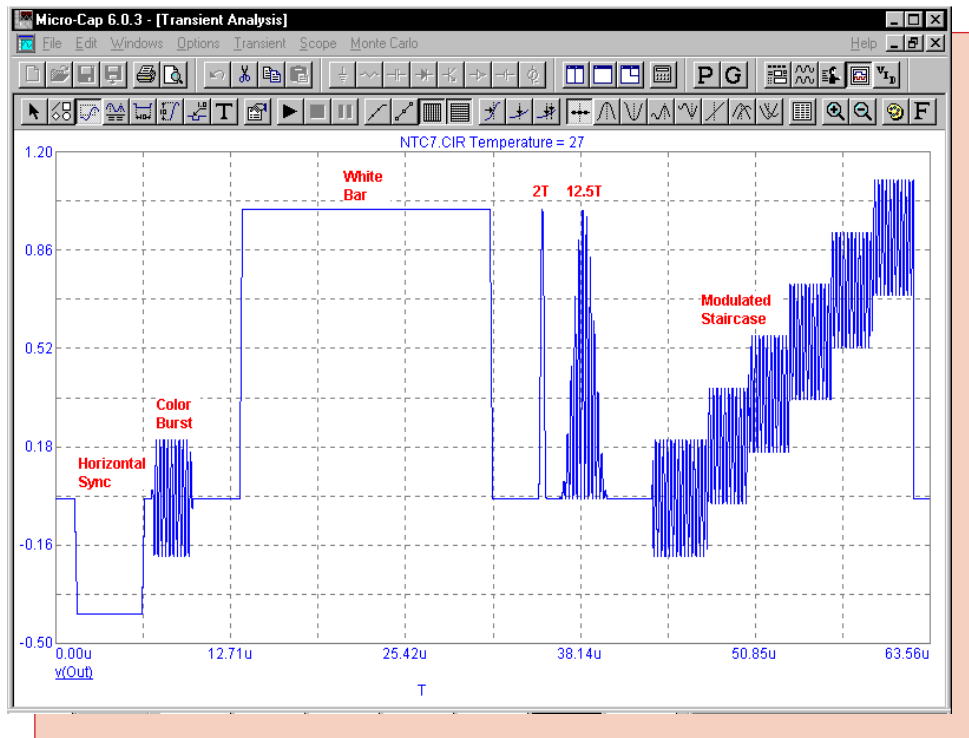 Micro-Cap 6.0.3 - [Transient Analysis]
File Edit Windows Options Transient Scope Monte Carlo Help
P G
T F
NTC7.CIR Temperature = 27
1.20
0.86
0.52
0.18
-0.16
-0.50
White
Bar
2T 12.5T
Modulated
Staircase
Color
Burst
Horizontal
Sync
0.00u 12.71u 25.42u 38.14u 50.85u 63.56u
v(Out)
T